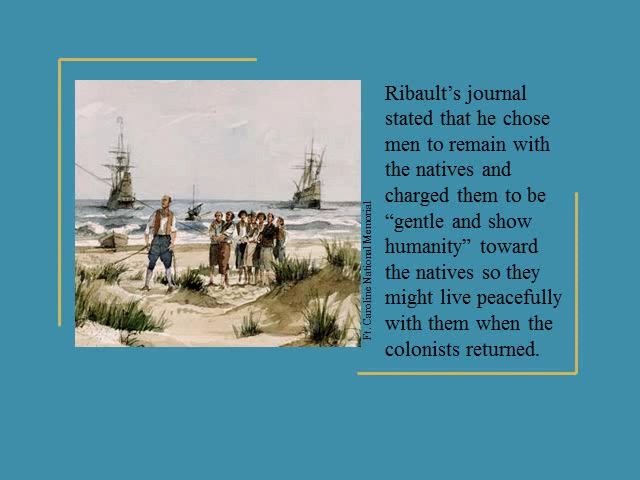 Ribault’s journal
stated that he chose
men to remain with
the natives and
charged them to be
“gentle and show
humanity” toward
the natives so they
might live peacefully
with them when the
colonists returned.
Ft. Caroline National Memorial